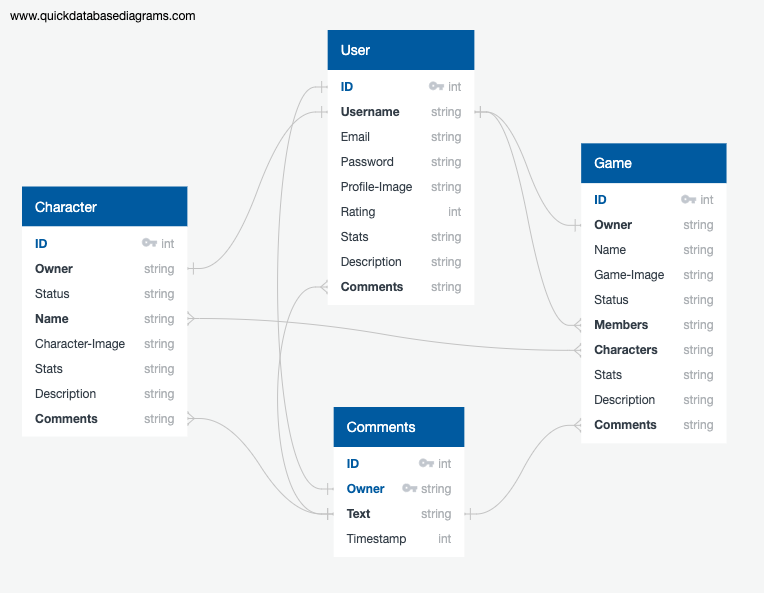 www.quickdatabasediagrams.com
User
ID int
Username string
Email string
Password string
Profile-Image string
Rating int
Stats string
Description string
Comments string
Game
ID int
Owner string
Name string
Game-Image string
Status string
Members string
Characters string
Stats string
Description string
Comments string
Character
ID int
Owner string
Status string
Name string
Character-Image string
Stats string
Description string
Comments string
Comments
ID int
Owner string
Text string
Timestamp int